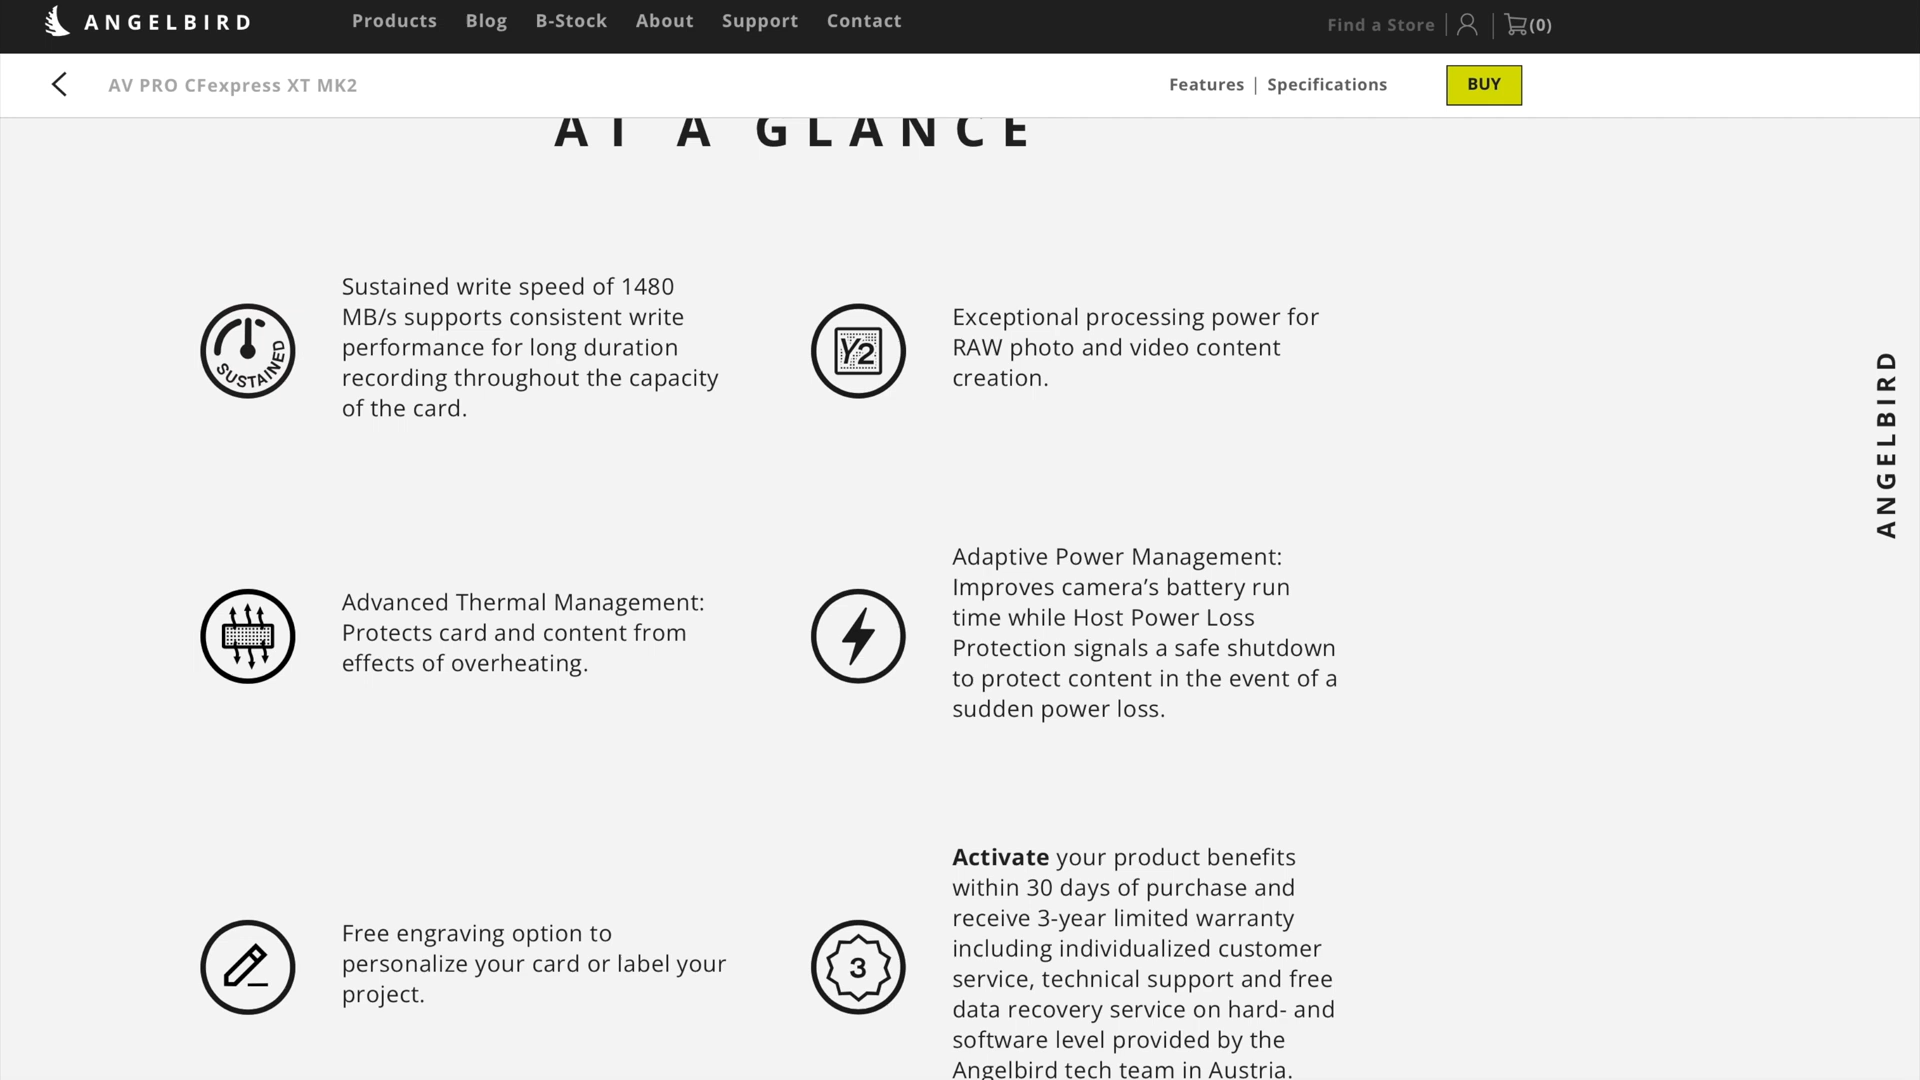 ANGELBIRD
Products Blog B-Stock About Support Contact
Find a Store (0)
AV PRO CFexpress XT MK2
Features | Specifications
BUY
AT A GLANCE
SUSTAINED
Sustained write speed of 1480
MB/s supports consistent write
performance for long duration
recording throughout the capacity
of the card.
Y2
Exceptional processing power for
RAW photo and video content
creation.
ANGELBIRD
Advanced Thermal Management:
Protects card and content from
effects of overheating.
Adaptive Power Management:
Improves camera’s battery run
time while Host Power Loss
Protection signals a safe shutdown
to protect content in the event of a
sudden power loss.
Free engraving option to
personalize your card or label your
project.
3
Activate your product benefits
within 30 days of purchase and
receive 3-year limited warranty
including individualized customer
service, technical support and free
data recovery service on hard- and
software level provided by the
Angelbird tech team in Austria.